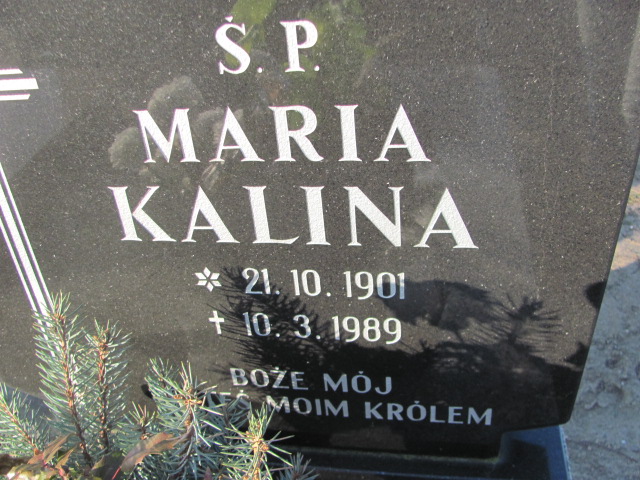 Ś. P.
MARIA
KALINA
* 21. 10. 1901
† 10. 3. 1989
BOŻE MÓJ
MOIM KRÓLEM